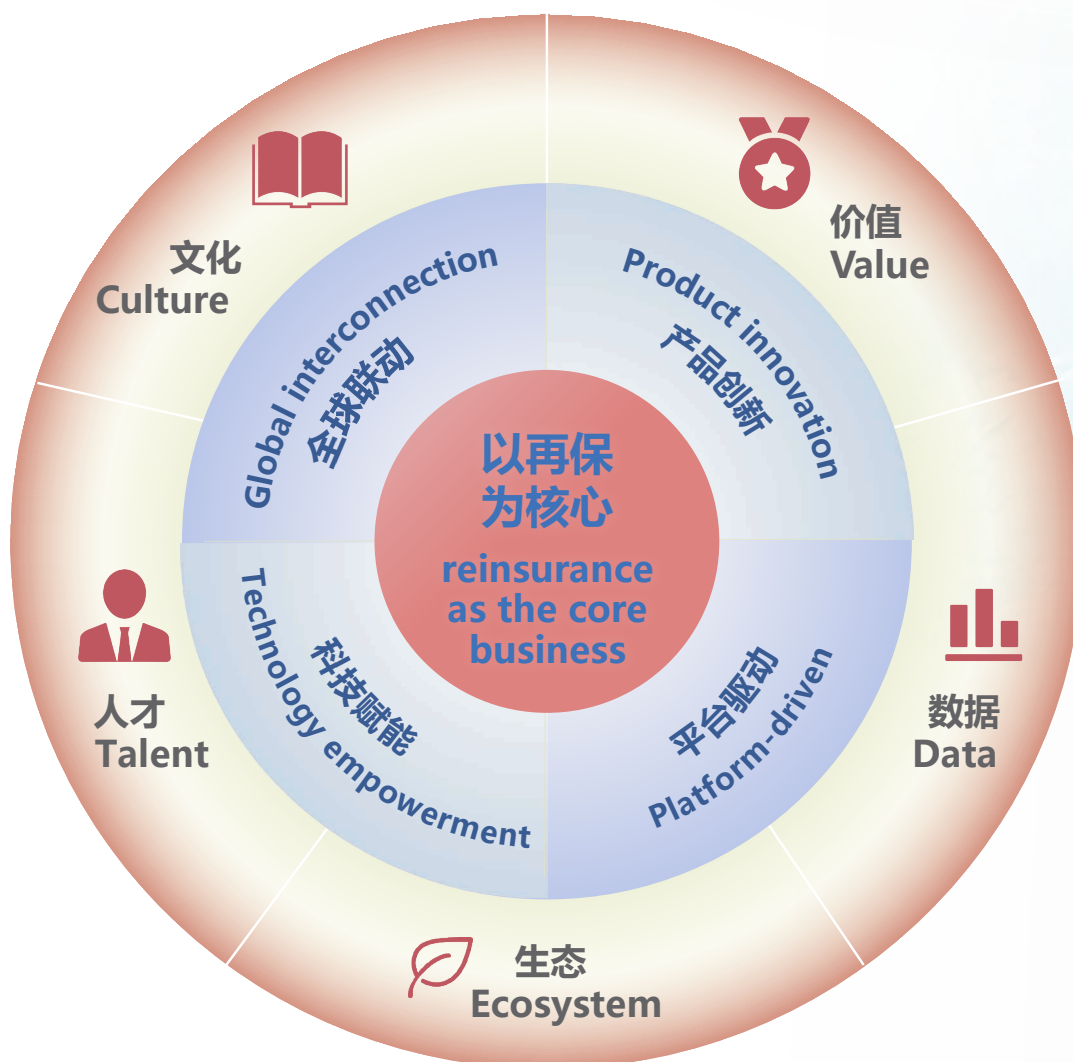 文化
Culture
价值
Value
Global interconnection
全球联动
Product innovation
产品创新
以再保
为核心
reinsurance
as the core
business
人才
Talent
科技赋能
Technology empowerment
平台驱动
Platform-driven
数据
Data
生态
Ecosystem